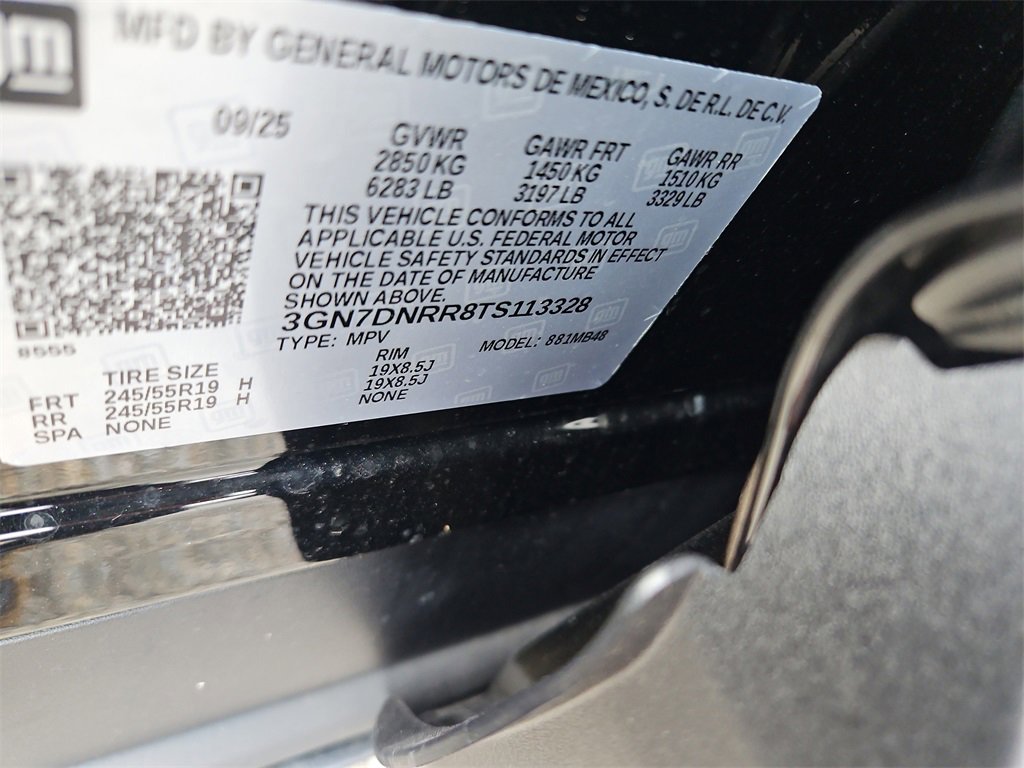 gm
MFD BY GENERAL MOTORS DE MEXICO, S. DE R.L. DE C.V.
09/25
GVWR GAWR FRT GAWR RR
2850 KG 1450 KG 1510 KG
6283 LB 3197 LB 3329 LB
THIS VEHICLE CONFORMS TO ALL
APPLICABLE U.S. FEDERAL MOTOR
VEHICLE SAFETY STANDARDS IN EFFECT
ON THE DATE OF MANUFACTURE
SHOWN ABOVE.
3GN7DNRR8TS113328
TYPE: MPV MODEL: 881MB48
8555
TIRE SIZE RIM
FRT 245/55R19 H 19X8.5J
RR 245/55R19 H 19X8.5J
SPA NONE NONE